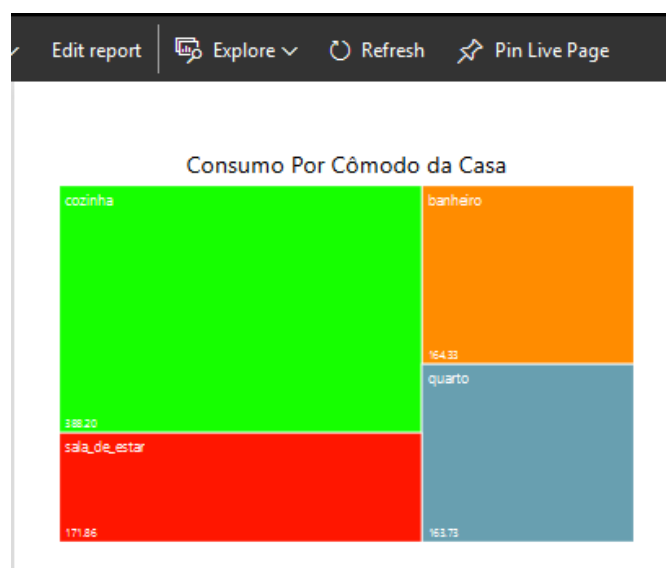 Edit report Explore Refresh Pin Live Page
Consumo Por Cômodo da Casa
cozinha
388.20
sala_de_estar
171.86
banheiro
164.33
quarto
163.73